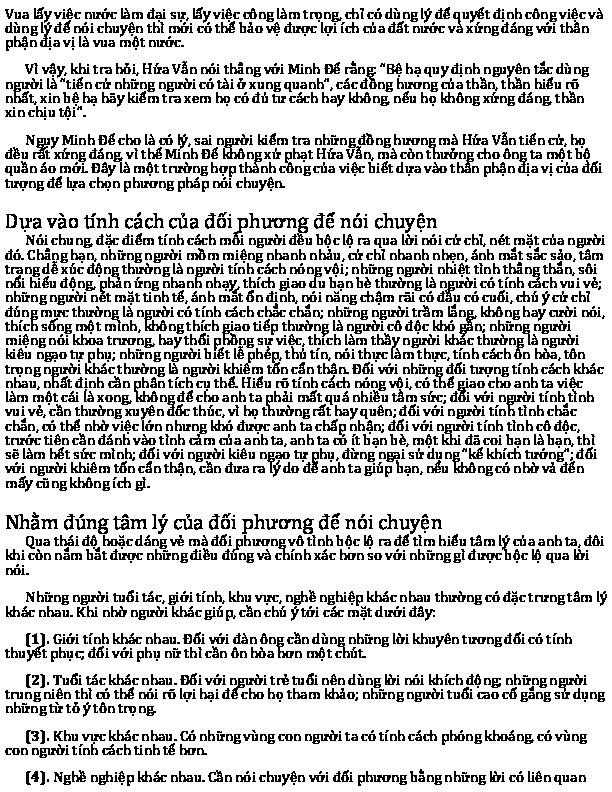 Vua lấy việc nước làm đại sự, lấy việc công làm trọng, chỉ có dùng lý để quyết định công việc và
dùng lý để nói chuyện thì mới có thể bảo vệ được lợi ích của đất nước và xứng đáng với thân
phận địa vị là vua một nước.
Vì vậy, khi tra hỏi, Hứa Vẫn nói thẳng với Minh Đế rằng: “Bệ hạ quy định nguyên tắc dùng
người là “tiến cử những người có tài ở xung quanh”, các đồng hương của thần, thần hiểu rõ
nhất, xin bệ hạ hãy kiểm tra xem họ có đủ tư cách hay không, nếu họ không xứng đáng, thần
xin chịu tội”.
Ngụy Minh Đế cho là có lý, sai người kiểm tra những đồng hương mà Hứa Vẫn tiến cử, họ
đều rất xứng đáng, vì thế Minh Đế không xử phạt Hứa Vẫn, mà còn thưởng cho ông ta một bộ
quần áo mới. Đây là một trường hợp thành công của việc biết dựa vào thân phận địa vị của đối
tượng để lựa chọn phương pháp nói chuyện.
Dựa vào tính cách của đối phương để nói chuyện
Nói chung, đặc điểm tính cách mỗi người đều bộc lộ ra qua lời nói cử chỉ, nét mặt của người
đó. Chẳng hạn, những người mồm miệng nhanh nhảu, cử chỉ nhanh nhẹn, ánh mắt sắc sảo, tâm
trạng dễ xúc động thường là người tính cách nóng vội; những người nhiệt tình thẳng thắn, sôi
nổi hiếu động, phản ứng nhanh nhạy, thích giao du bạn bè thường là người có tính cách vui vẻ;
những người nét mặt tinh tế, ánh mắt ổn định, nói năng chậm rãi có đầu có cuối, chú ý cử chỉ
đúng mực thường là người có tính cách chắc chắn; những người trầm lắng, không hay cười nói,
thích sống một mình, không thích giao tiếp thường là người cô độc khó gần; những người
miệng nói khoa trương, hay thổi phồng sự việc, thích làm thầy người khác thường là người
kiêu ngạo tự phụ; những người biết lễ phép, thủ tín, nói thực làm thực, tính cách ôn hòa, tôn
trọng người khác thường là người khiêm tốn cẩn thận. Đối với những đối tượng tính cách khác
nhau, nhất định cần phân tích cụ thể. Hiểu rõ tính cách nóng vội, có thể giao cho anh ta việc
làm một cái là xong, không để cho anh ta phải mất quá nhiều tâm sức; đối với người tính tình
vui vẻ, cần thường xuyên đốc thúc, vì họ thường rất hay quên; đối với người tính tình chắc
chắn, có thể nhờ việc lớn nhưng khó được anh ta chấp nhận; đối với người tính tình cô độc,
trước tiên cần đánh vào tình cảm của anh ta, anh ta có ít bạn bè, một khi đã coi bạn là bạn, thì
sẽ làm hết sức mình; đối với người kiêu ngạo tự phụ, đừng ngại sử dụng “kế khích tướng”; đối
với người khiêm tốn cẩn thận, cần đưa ra lý do để anh ta giúp bạn, nếu không có nhờ vả đến
mấy cũng không ích gì.
Nhằm đúng tâm lý của đối phương để nói chuyện
Qua thái độ hoặc dáng vẻ mà đối phương vô tình bộc lộ ra để tìm hiểu tâm lý của anh ta, đôi
khi còn nắm bắt được những điều đúng và chính xác hơn so với những gì được bộc lộ qua lời
nói.
Những người tuổi tác, giới tính, khu vực, nghề nghiệp khác nhau thường có đặc trưng tâm lý
khác nhau. Khi nhờ người khác giúp, cần chú ý tới các mặt dưới đây:
(1). Giới tính khác nhau. Đối với đàn ông cần dùng những lời khuyên tương đối có tính
thuyết phục; đối với phụ nữ thì cần ôn hòa hơn một chút.
(2). Tuổi tác khác nhau. Đối với người trẻ tuổi nên dùng lời nói khích động; những người
trung niên thì có thể nói rõ lợi hại để cho họ tham khảo; những người tuổi cao cố gắng sử dụng
những từ tỏ ý tôn trọng.
(3). Khu vực khác nhau. Có những vùng con người ta có tính cách phóng khoáng, có vùng
con người tính cách tinh tế hơn.
(4). Nghề nghiệp khác nhau. Cần nói chuyện với đối phương bằng những lời có liên quan